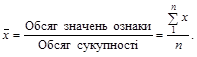 x̄ = Обсяг значень ознаки / Обсяг сукупності = ∑₁ⁿ x / n .